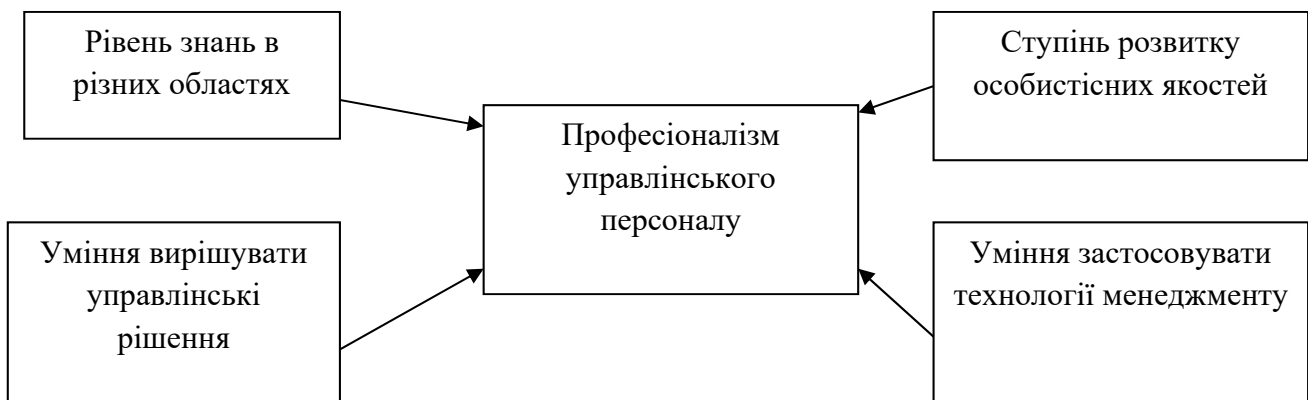 Рівень знань в
різних областях
Ступінь розвитку
особистісних якостей
Професіоналізм
управлінського
персоналу
Уміння вирішувати
управлінські
рішення
Уміння застосовувати
технології менеджменту